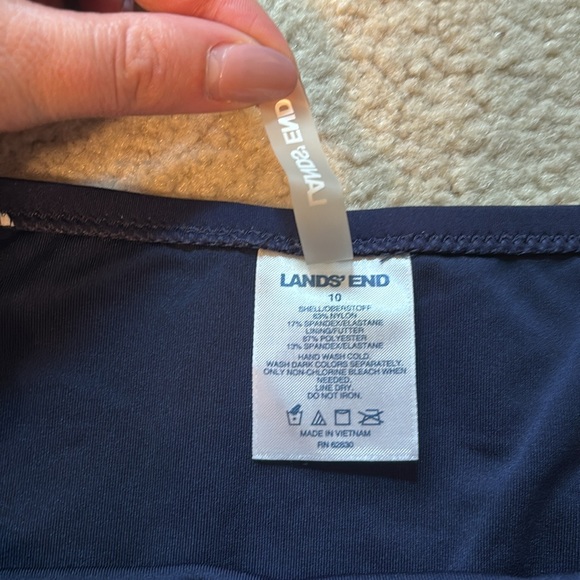 LANDS' END
LANDS' END
10
SHELL/OBERSTOFF
83% NYLON
17% SPANDEX/ELASTANE
LINING/FUTTER
87% POLYESTER
13% SPANDEX/ELASTANE
HAND WASH COLD.
WASH DARK COLORS SEPARATELY.
ONLY NON-CHLORINE BLEACH WHEN
NEEDED.
LINE DRY.
DO NOT IRON.
MADE IN VIETNAM
RN 62830